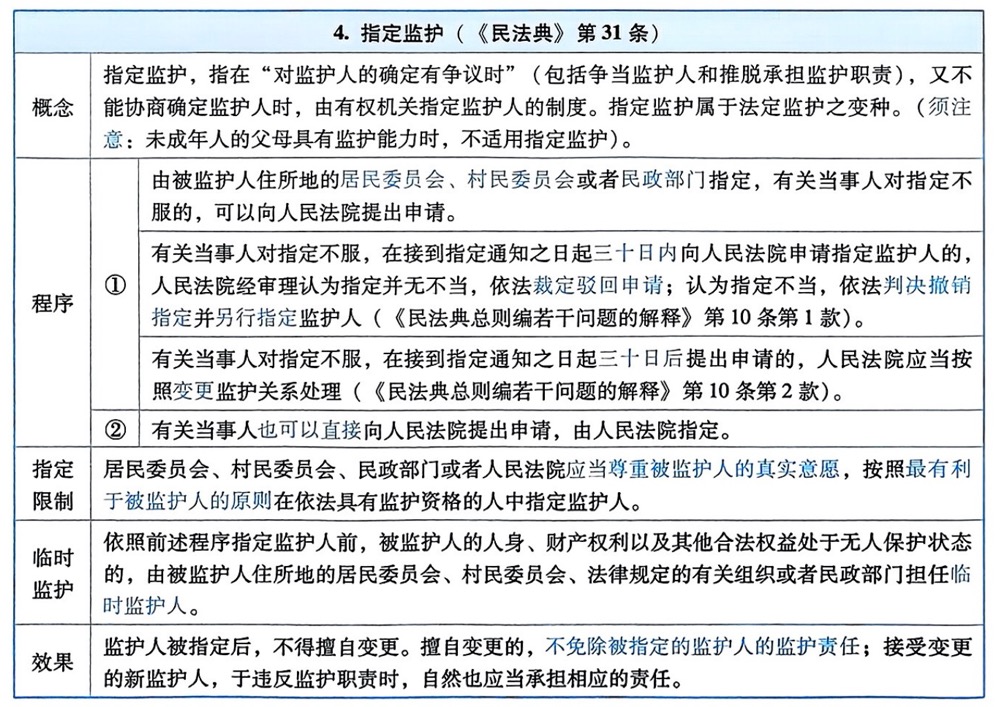 4. 指定监护（《民法典》第 31 条）
概念
指定监护，指在“对监护人的确定有争议时”（包括争当监护人和推脱承担监护职责），又不
能协商确定监护人时，由有权机关指定监护人的制度。指定监护属于法定监护之变种。（须注
意：未成年人的父母具有监护能力时，不适用指定监护）。
程序
①
由被监护人住所地的居民委员会、村民委员会或者民政部门指定，有关当事人对指定不
服的，可以向人民法院提出申请。
有关当事人对指定不服，在接到指定通知之日起三十日内向人民法院申请指定监护人的，
人民法院经审理认为指定并无不当，依法裁定驳回申请；认为指定不当，依法判决撤销
指定并另行指定监护人（《民法典总则编若干问题的解释》第 10 条第 1 款）。
有关当事人对指定不服，在接到指定通知之日起三十日后提出申请的，人民法院应当按
照变更监护关系处理（《民法典总则编若干问题的解释》第 10 条第 2 款）。
②
有关当事人也可以直接向人民法院提出申请，由人民法院指定。
指定
限制
居民委员会、村民委员会、民政部门或者人民法院应当尊重被监护人的真实意愿，按照最有利
于被监护人的原则在依法具有监护资格的人中指定监护人。
临时
监护
依照前述程序指定监护人前，被监护人的人身、财产权利以及其他合法权益处于无人保护状态
的，由被监护人住所地的居民委员会、村民委员会、法律规定的有关组织或者民政部门担任临
时监护人。
效果
监护人被指定后，不得擅自变更。擅自变更的，不免除被指定的监护人的监护责任；接受变更
的新监护人，于违反监护职责时，自然也应当承担相应的责任。